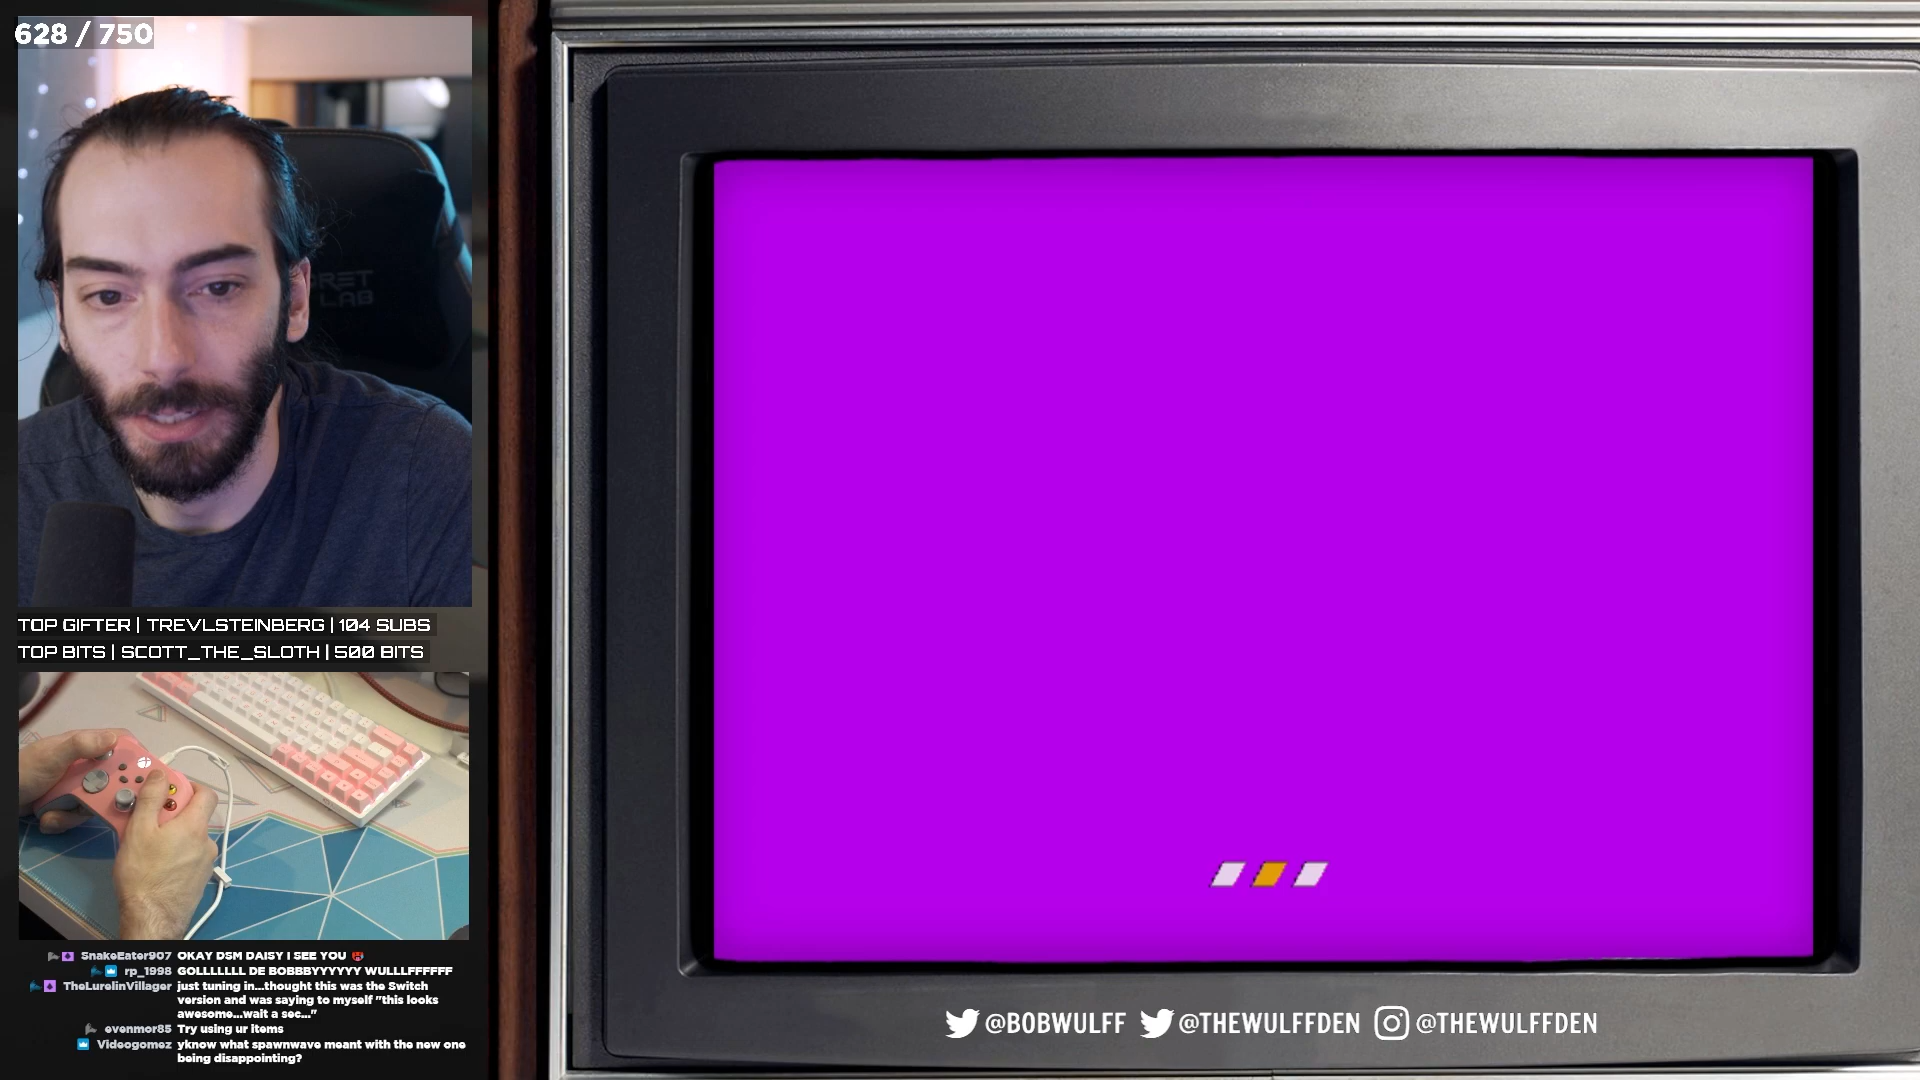 628 / 750
RET
LAB
TOP GIFTER | TREVLSTEINBERG | 104 SUBS
TOP BITS | SCOTT_THE_SLOTH | 500 BITS
SnakeEater907 OKAY DSM DAISY I SEE YOU
rp_1998 GOLLLLLLL DE BOBBBYYYYYY WULLLFFFFFF
TheLurelinVillager just tuning in...thought this was the Switch
version and was saying to myself "this looks
awesome...wait a sec..."
evenmor85 Try using ur items
Videogomez yknow what spawnwave meant with the new one
being disappointing?
@BOBWULFF @THEWULFFDEN @THEWULFFDEN